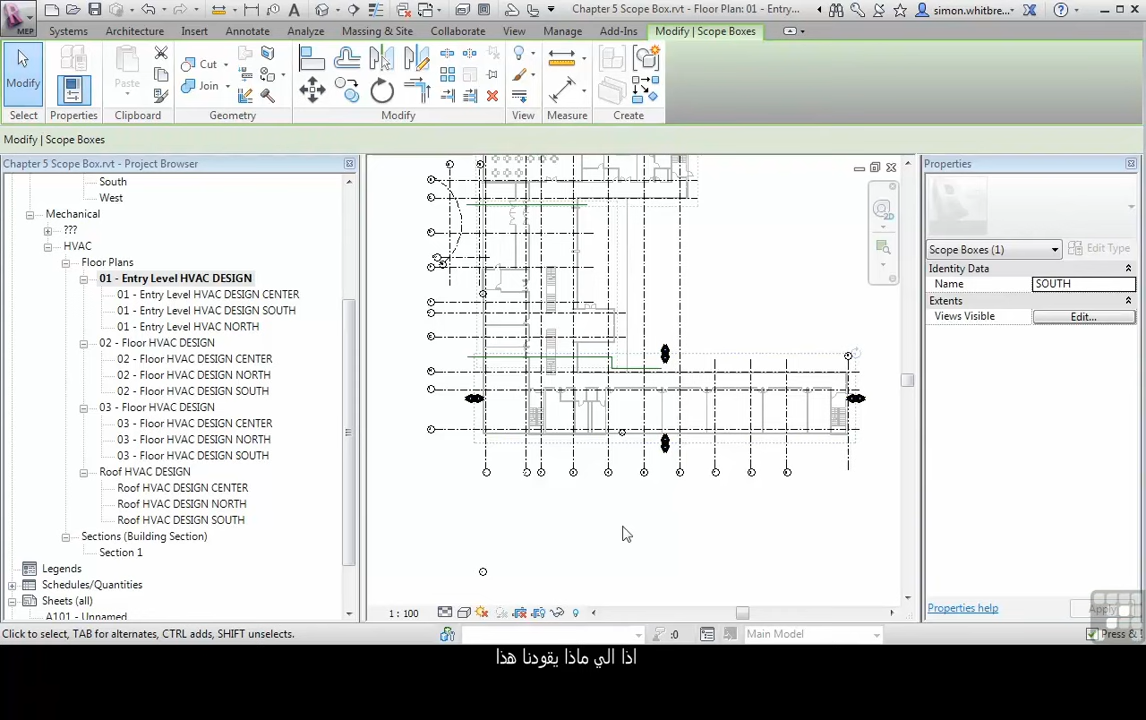 Chapter 5 Scope Box.rvt - Floor Plan: 01 - Entry...
simon.whitbre...
MEP
Systems
Architecture
Insert
Annotate
Analyze
Massing & Site
Collaborate
View
Manage
Add-Ins
Modify | Scope Boxes
Modify
Properties
Paste
Cut
Join
Select
Properties
Clipboard
Geometry
Modify
View
Measure
Create
Modify | Scope Boxes
Chapter 5 Scope Box.rvt - Project Browser
South
West
Mechanical
???
HVAC
Floor Plans
01 - Entry Level HVAC DESIGN
01 - Entry Level HVAC DESIGN CENTER
01 - Entry Level HVAC DESIGN SOUTH
01 - Entry Level HVAC NORTH
02 - Floor HVAC DESIGN
02 - Floor HVAC DESIGN CENTER
02 - Floor HVAC DESIGN NORTH
02 - Floor HVAC DESIGN SOUTH
03 - Floor HVAC DESIGN
03 - Floor HVAC DESIGN CENTER
03 - Floor HVAC DESIGN NORTH
03 - Floor HVAC DESIGN SOUTH
Roof HVAC DESIGN
Roof HVAC DESIGN CENTER
Roof HVAC DESIGN NORTH
Roof HVAC DESIGN SOUTH
Sections (Building Section)
Section 1
Legends
Schedules/Quantities
Sheets (all)
A101 - Unnamed
2D
Properties
Scope Boxes (1)
Edit Type
Identity Data
Name
SOUTH
Extents
Views Visible
Edit...
Properties help
Apply
1 : 100
Click to select, TAB for alternates, CTRL adds, SHIFT unselects.
:0
Main Model
Press &
اذا الي ماذا يقودنا هذا